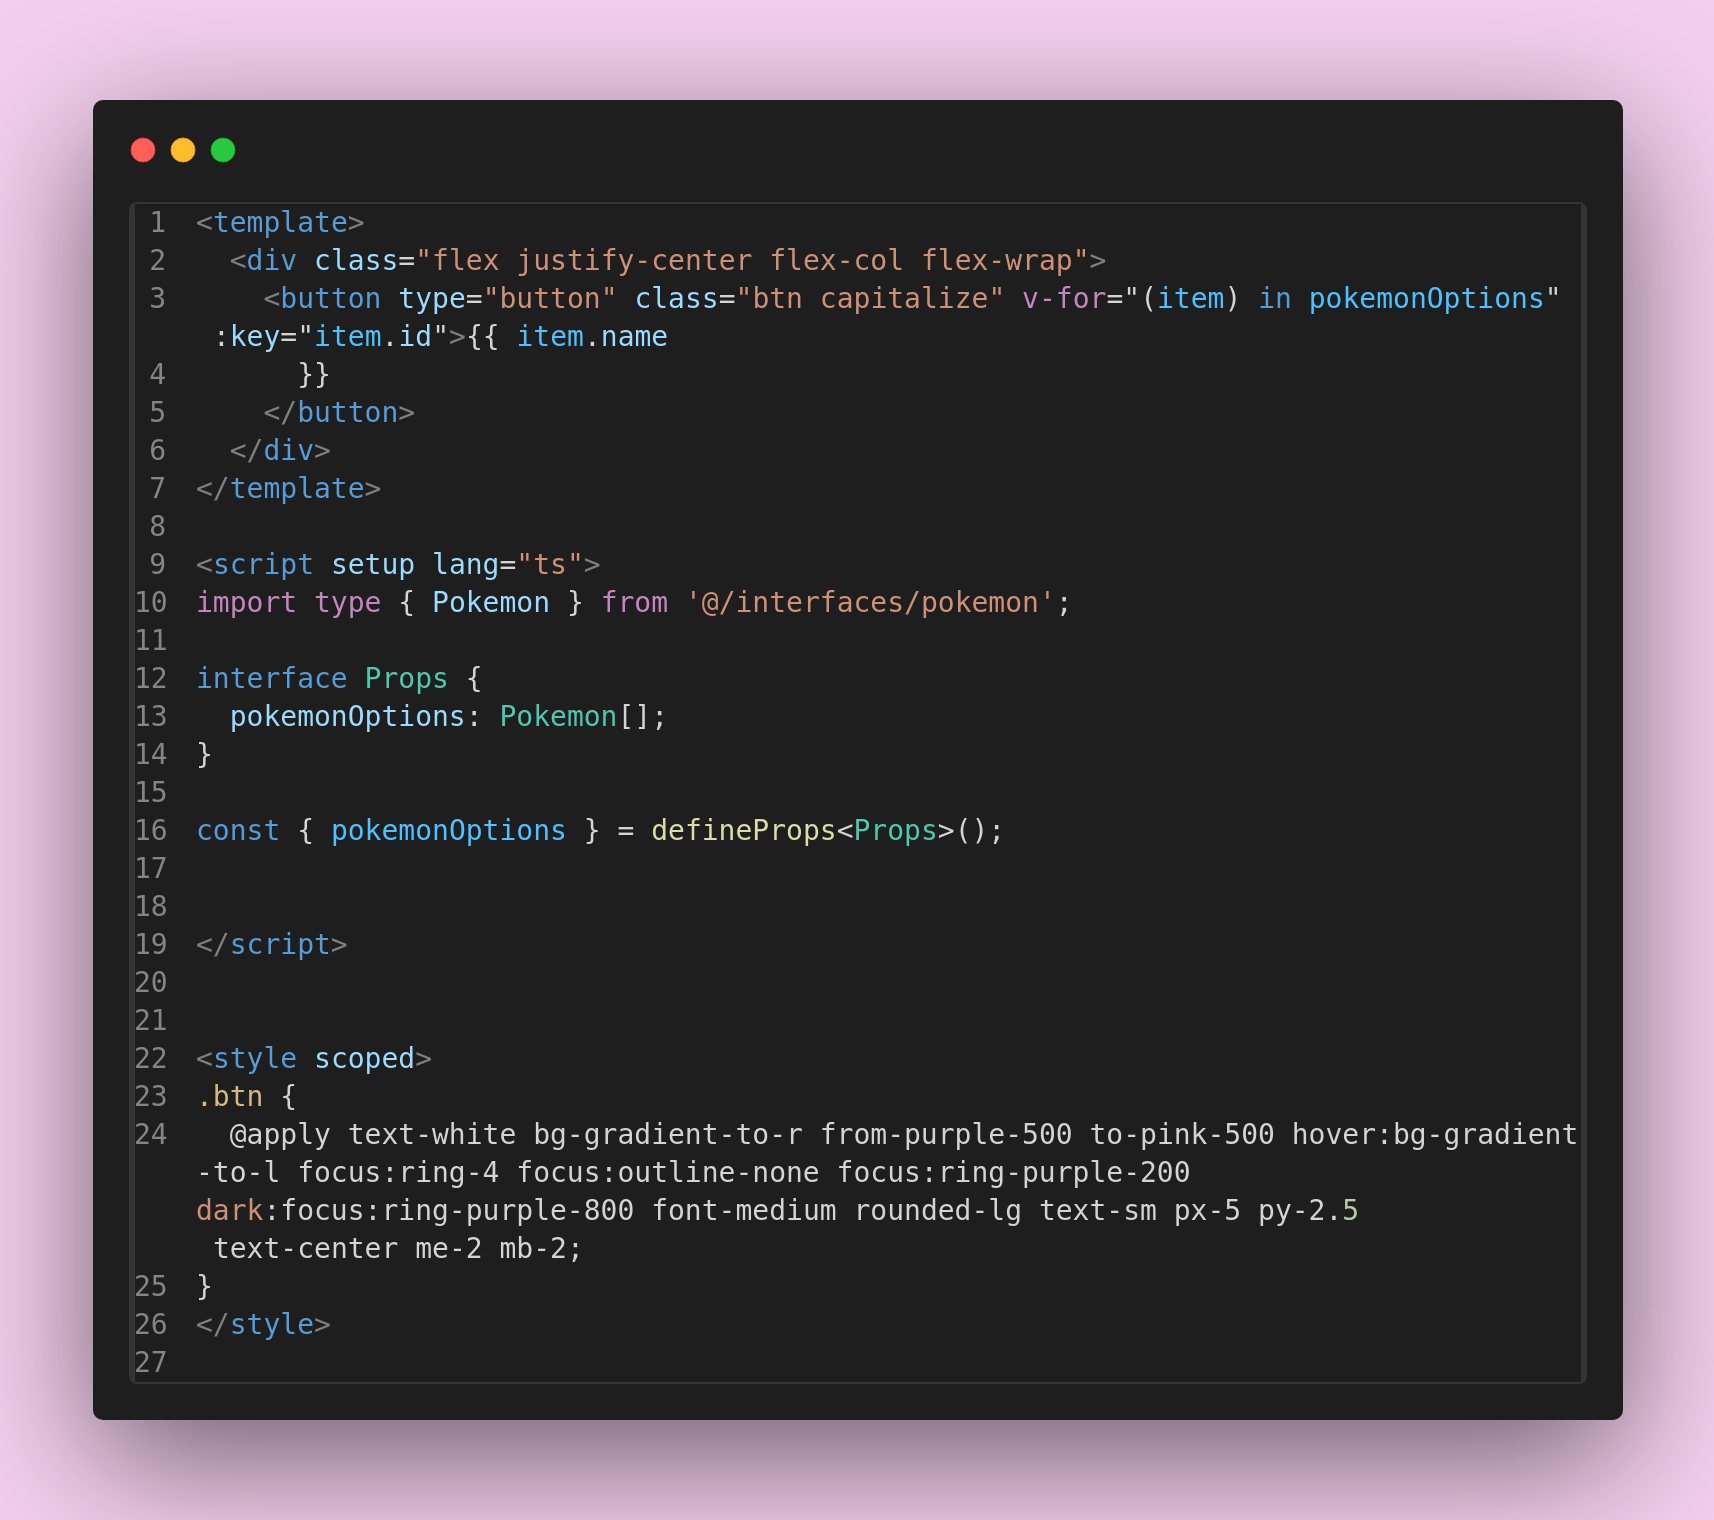 1 <template>
2   <div class="flex justify-center flex-col flex-wrap">
3     <button type="button" class="btn capitalize" v-for="(item) in pokemonOptions"
 :key="item.id">{{ item.name
4       }}
5     </button>
6   </div>
7 </template>
8
9 <script setup lang="ts">
10 import type { Pokemon } from '@/interfaces/pokemon';
11
12 interface Props {
13   pokemonOptions: Pokemon[];
14 }
15
16 const { pokemonOptions } = defineProps<Props>();
17
18
19 </script>
20
21
22 <style scoped>
23 .btn {
24   @apply text-white bg-gradient-to-r from-purple-500 to-pink-500 hover:bg-gradient
-to-l focus:ring-4 focus:outline-none focus:ring-purple-200
dark:focus:ring-purple-800 font-medium rounded-lg text-sm px-5 py-2.5
 text-center me-2 mb-2;
25 }
26 </style>
27